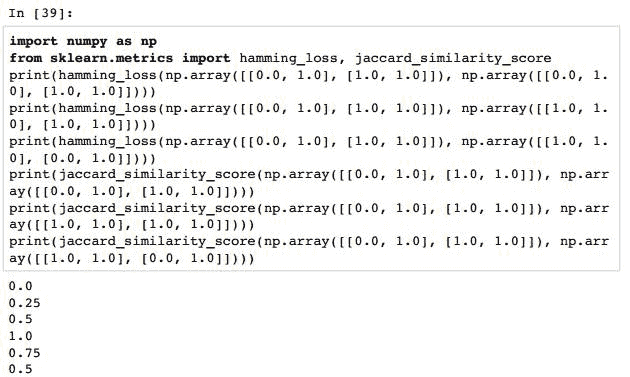 In [39]:
import numpy as np
from sklearn.metrics import hamming_loss, jaccard_similarity_score
print(hamming_loss(np.array([[0.0, 1.0], [1.0, 1.0]]), np.array([[0.0, 1.
0], [1.0, 1.0]])))
print(hamming_loss(np.array([[0.0, 1.0], [1.0, 1.0]]), np.array([[1.0, 1.
0], [1.0, 1.0]])))
print(hamming_loss(np.array([[0.0, 1.0], [1.0, 1.0]]), np.array([[1.0, 1.
0], [0.0, 1.0]])))
print(jaccard_similarity_score(np.array([[0.0, 1.0], [1.0, 1.0]]), np.arr
ay([[0.0, 1.0], [1.0, 1.0]])))
print(jaccard_similarity_score(np.array([[0.0, 1.0], [1.0, 1.0]]), np.arr
ay([[1.0, 1.0], [1.0, 1.0]])))
print(jaccard_similarity_score(np.array([[0.0, 1.0], [1.0, 1.0]]), np.arr
ay([[1.0, 1.0], [0.0, 1.0]])))
0.0
0.25
0.5
1.0
0.75
0.5